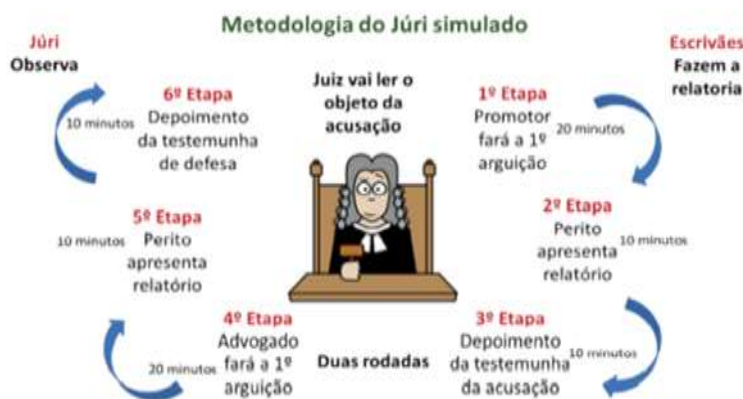 Metodologia do Júri simulado
Júri
Observa
Escrivães
Fazem a
relatoria
Juiz vai ler o
objeto da
acusação
1º Etapa
Promotor
fará a 1º
arguição
20 minutos
2º Etapa
Perito
apresenta
relatório
10 minutos
3º Etapa
Depoimento
da testemunha
da acusação
10 minutos
Duas rodadas
4º Etapa
Advogado
fará a 1º
arguição
20 minutos
5º Etapa
Perito
apresenta
relatório
10 minutos
6º Etapa
Depoimento
da testemunha
de defesa
10 minutos